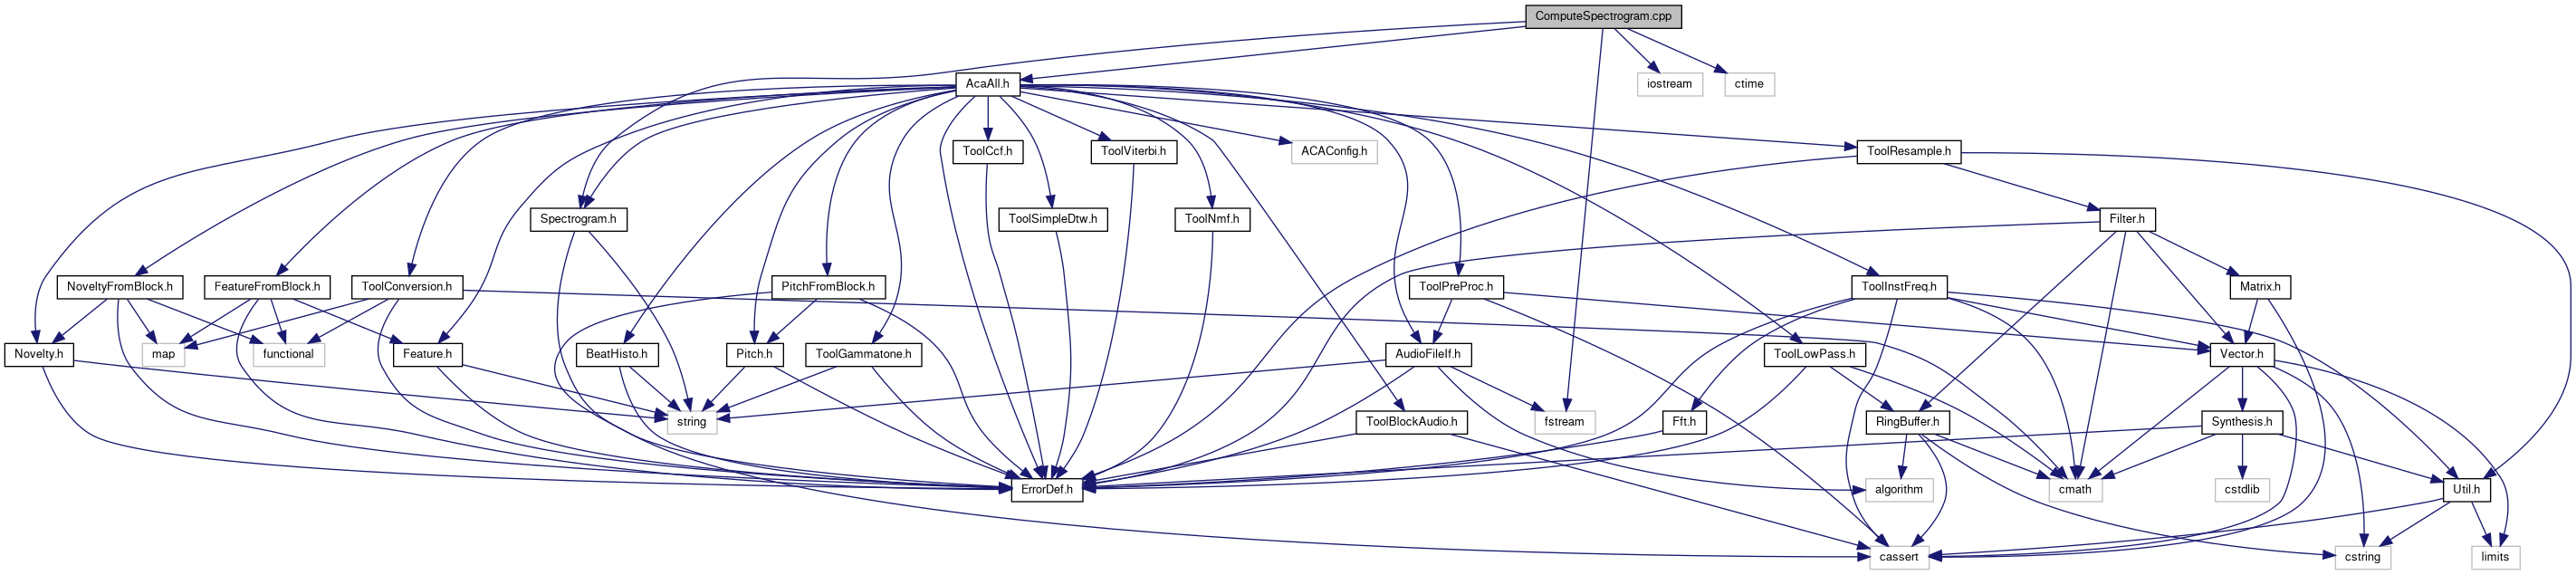 ComputeSpectrogram.cpp
AcaAll.h
iostream
ctime
ToolCcf.h
ToolViterbi.h
ACAConfig.h
ToolResample.h
Spectrogram.h
ToolSimpleDtw.h
ToolNmf.h
Filter.h
NoveltyFromBlock.h
FeatureFromBlock.h
ToolConversion.h
PitchFromBlock.h
ToolPreProc.h
ToolInstFreq.h
Matrix.h
Novelty.h
map
functional
Feature.h
BeatHisto.h
Pitch.h
ToolGammatone.h
AudioFileIf.h
ToolLowPass.h
Vector.h
string
ToolBlockAudio.h
fstream
Fft.h
RingBuffer.h
Synthesis.h
ErrorDef.h
algorithm
cmath
cstdlib
Util.h
cassert
cstring
limits